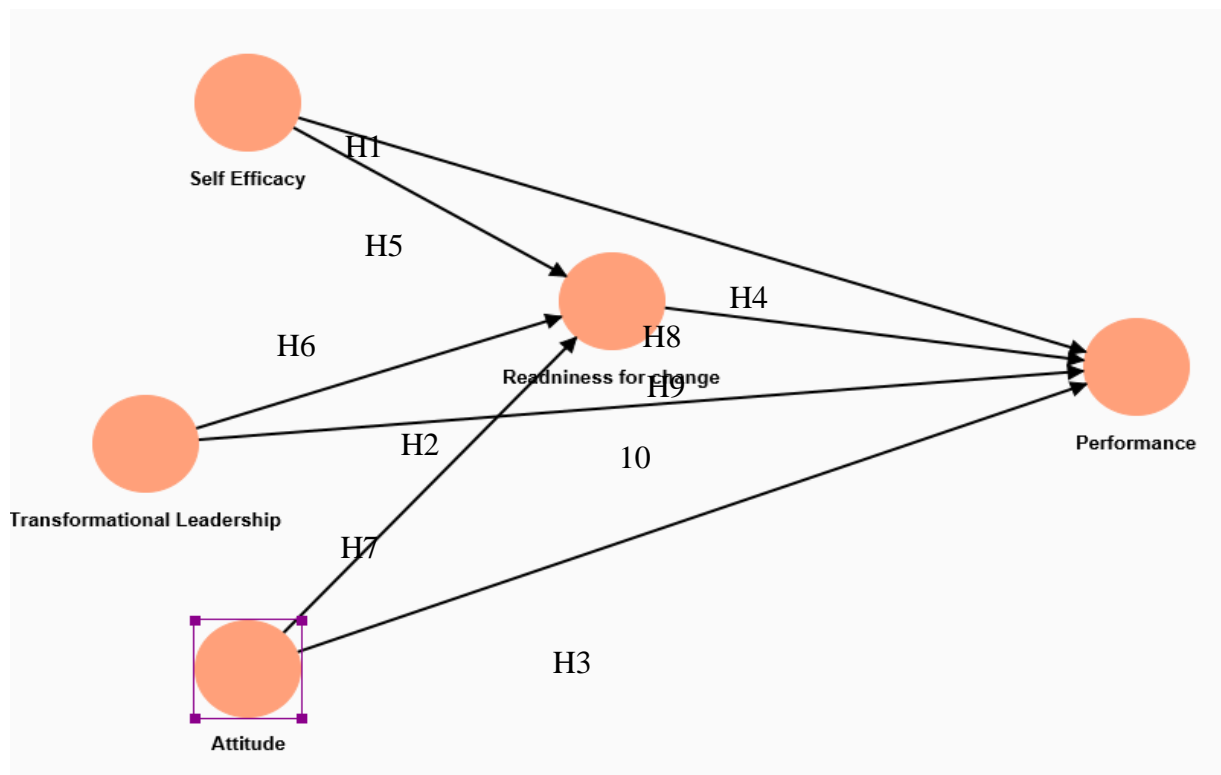 H1
Self Efficacy
H5
H4
H8
H6
Readniness for change
H9
H2
10
Performance
Transformational Leadership
H7
H3
Attitude